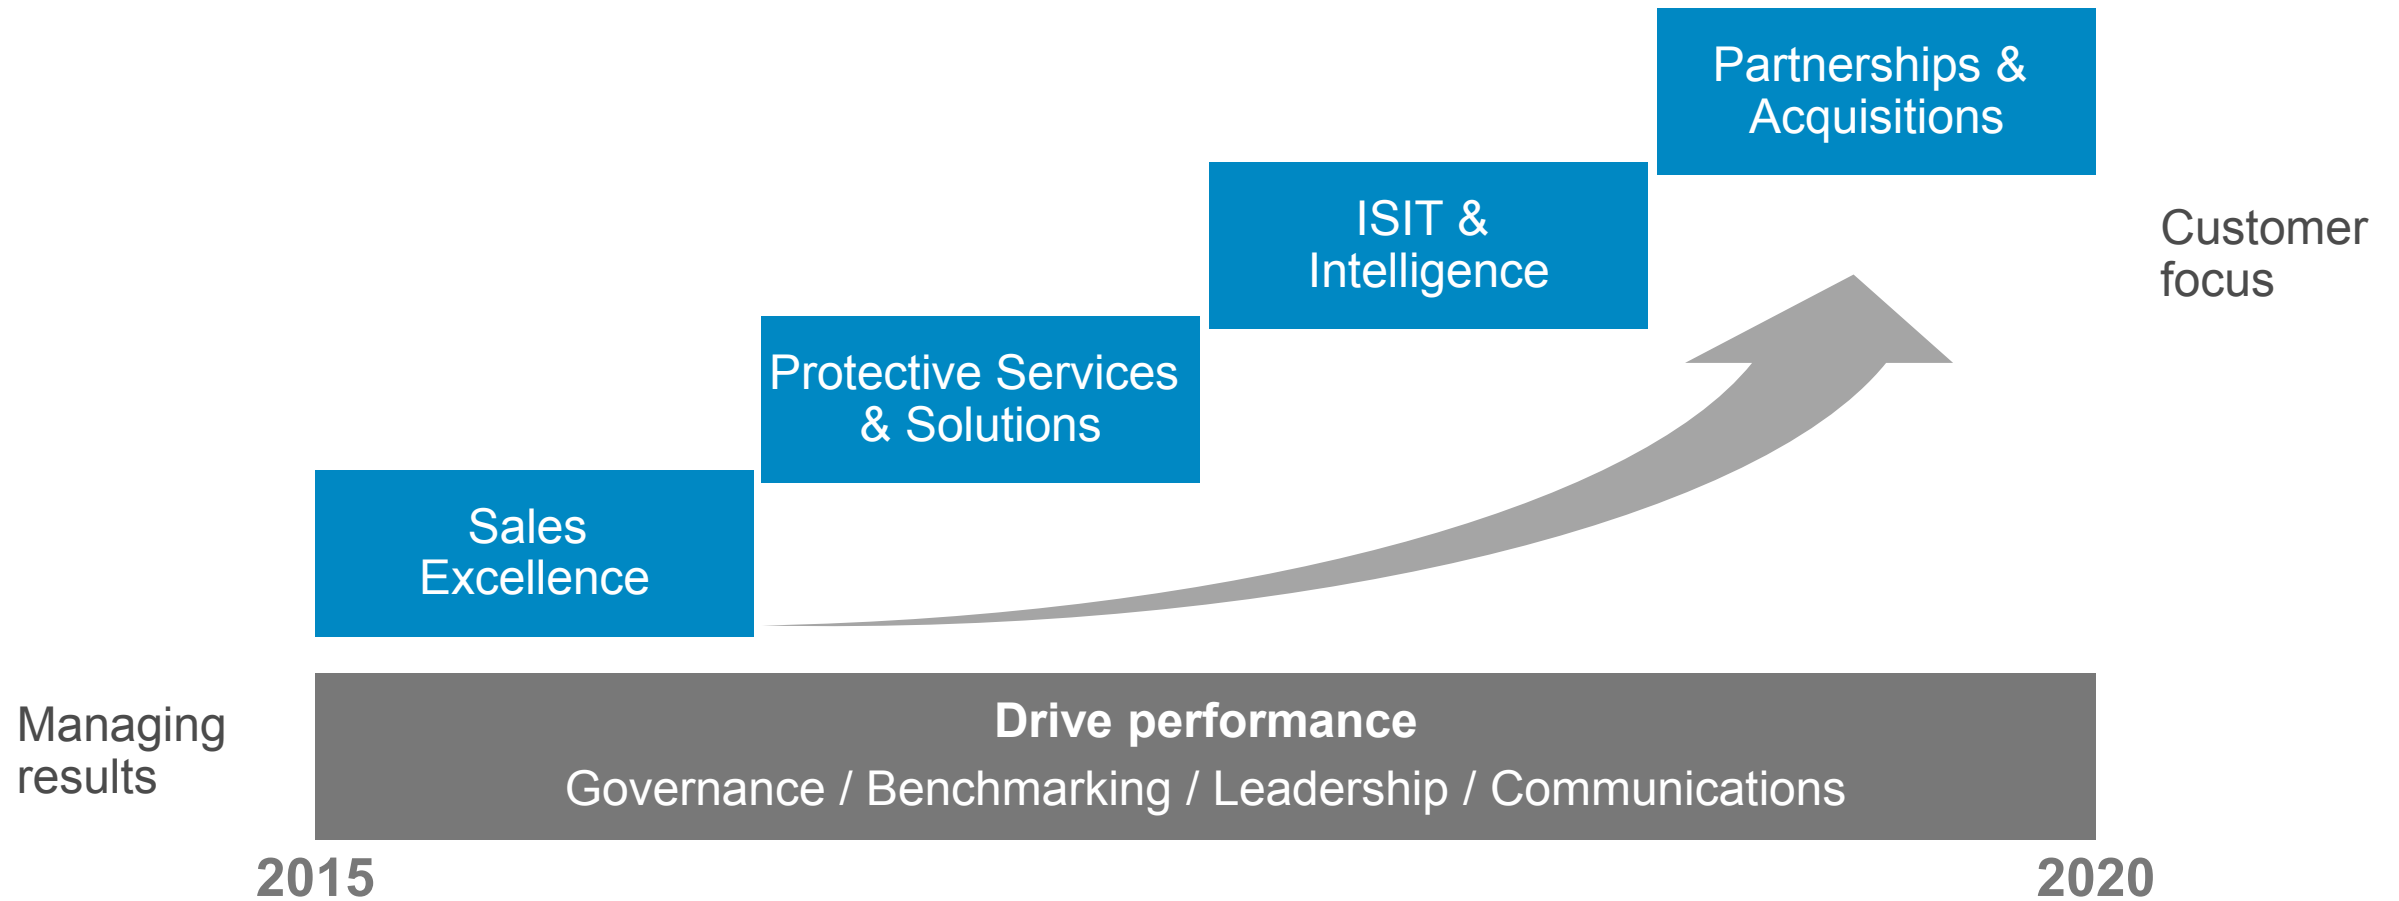 Partnerships &
Acquisitions
ISIT &
Intelligence
Customer
focus
Protective Services
& Solutions
Sales
Excellence
Managing
results
Drive performance
Governance / Benchmarking / Leadership / Communications
2015
2020